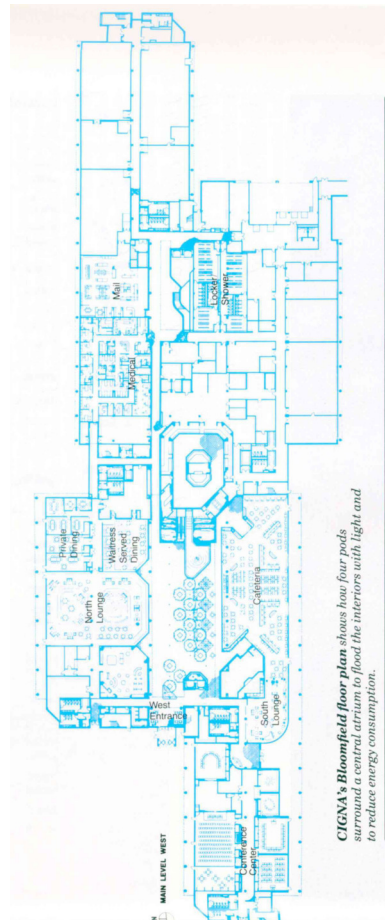 Mail
Medical
Locker
Shower
Private
Dining
Waitress
Served
Dining
North
Lounge
Cafeteria
West
Entrance
South
Lounge
Conference
Center
MAIN LEVEL WEST
N
CIGNA's Bloomfield floor plan shows how four pods
surround a central atrium to flood the interiors with light and
to reduce energy consumption.